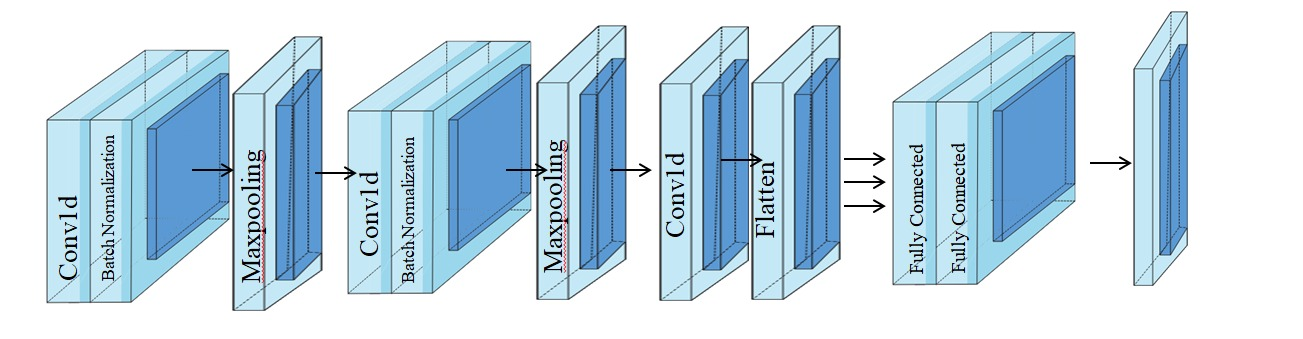 Conv1d
Batch Normalization
Maxpooling
Conv1d
Batch Normalization
Maxpooling
Conv1d
Flatten
Fully Connected
Fully Connected